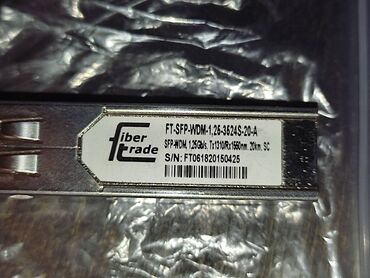 Fiber trade
FT-SFP-WDM-1,25-3524S-20-A
SFP-WDM, 1,25Gb/s, Tx1310/Rx1550nm, 20km, SC
S/N: FT061820150425